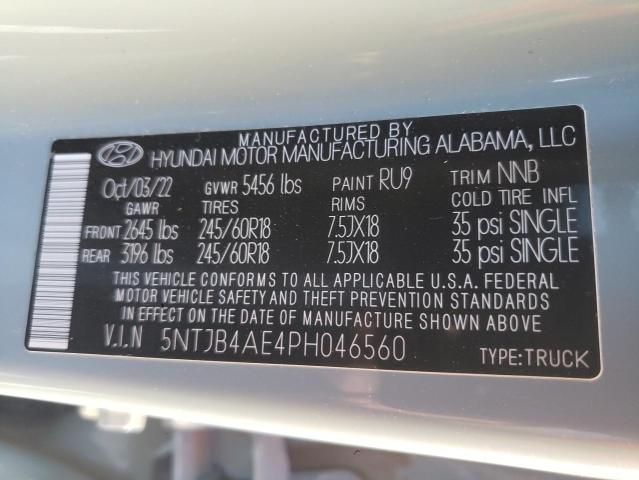 MANUFACTURED BY
HYUNDAI MOTOR MANUFACTURING ALABAMA, LLC
Oct/03/22 GVWR 5456 lbs PAINT RU9 TRIM NNB
GAWR TIRES RIMS COLD TIRE INFL
FRONT 2645 lbs 245/60R18 7.5JX18 35 psi SINGLE
REAR 3196 lbs 245/60R18 7.5JX18 35 psi SINGLE
THIS VEHICLE CONFORMS TO ALL APPLICABLE U.S.A. FEDERAL
MOTOR VEHICLE SAFETY AND THEFT PREVENTION STANDARDS
IN EFFECT ON THE DATE OF MANUFACTURE SHOWN ABOVE.
V.I.N 5NTJB4AE4PH046560 TYPE:TRUCK